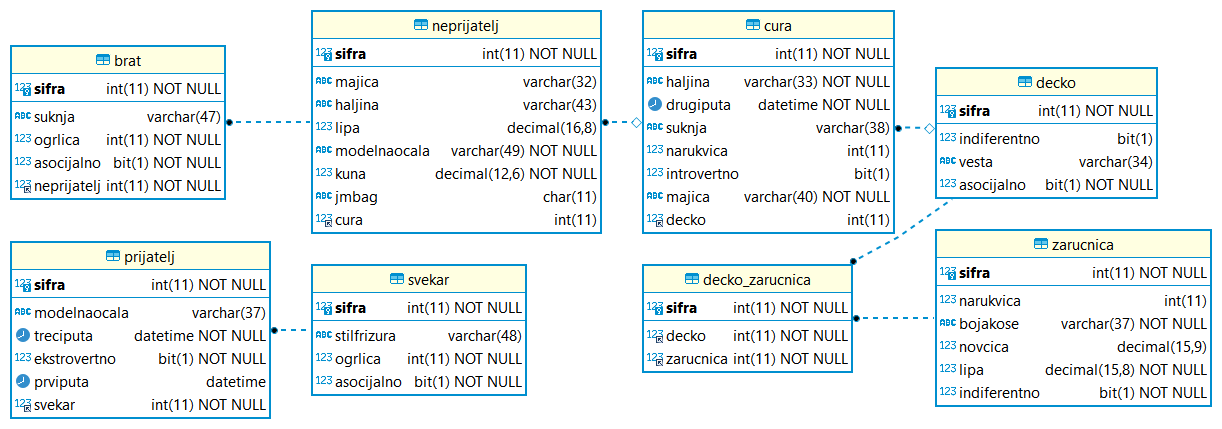 brat
sifra int(11) NOT NULL
suknja varchar(47)
ogrlica int(11) NOT NULL
asocijalno bit(1) NOT NULL
neprijatelj int(11) NOT NULL
neprijatelj
sifra int(11) NOT NULL
majica varchar(32)
haljina varchar(43)
lipa decimal(16,8)
modelnaocala varchar(49) NOT NULL
kuna decimal(12,6) NOT NULL
jmbag char(11)
cura int(11)
cura
sifra int(11) NOT NULL
haljina varchar(33) NOT NULL
drugiputa datetime NOT NULL
suknja varchar(38)
narukvica int(11)
introvertno bit(1)
majica varchar(40) NOT NULL
decko int(11)
decko
sifra int(11) NOT NULL
indiferentno bit(1)
vesta varchar(34)
asocijalno bit(1) NOT NULL
prijatelj
sifra int(11) NOT NULL
modelnaocala varchar(37)
treciputa datetime NOT NULL
ekstrovertno bit(1) NOT NULL
prviputa datetime
svekar int(11) NOT NULL
svekar
sifra int(11) NOT NULL
stilfrizura varchar(48)
ogrlica int(11) NOT NULL
asocijalno bit(1) NOT NULL
decko_zarucnica
sifra int(11) NOT NULL
decko int(11) NOT NULL
zarucnica int(11) NOT NULL
zarucnica
sifra int(11) NOT NULL
narukvica int(11)
bojakose varchar(37) NOT NULL
novcica decimal(15,9)
lipa decimal(15,8) NOT NULL
indiferentno bit(1) NOT NULL